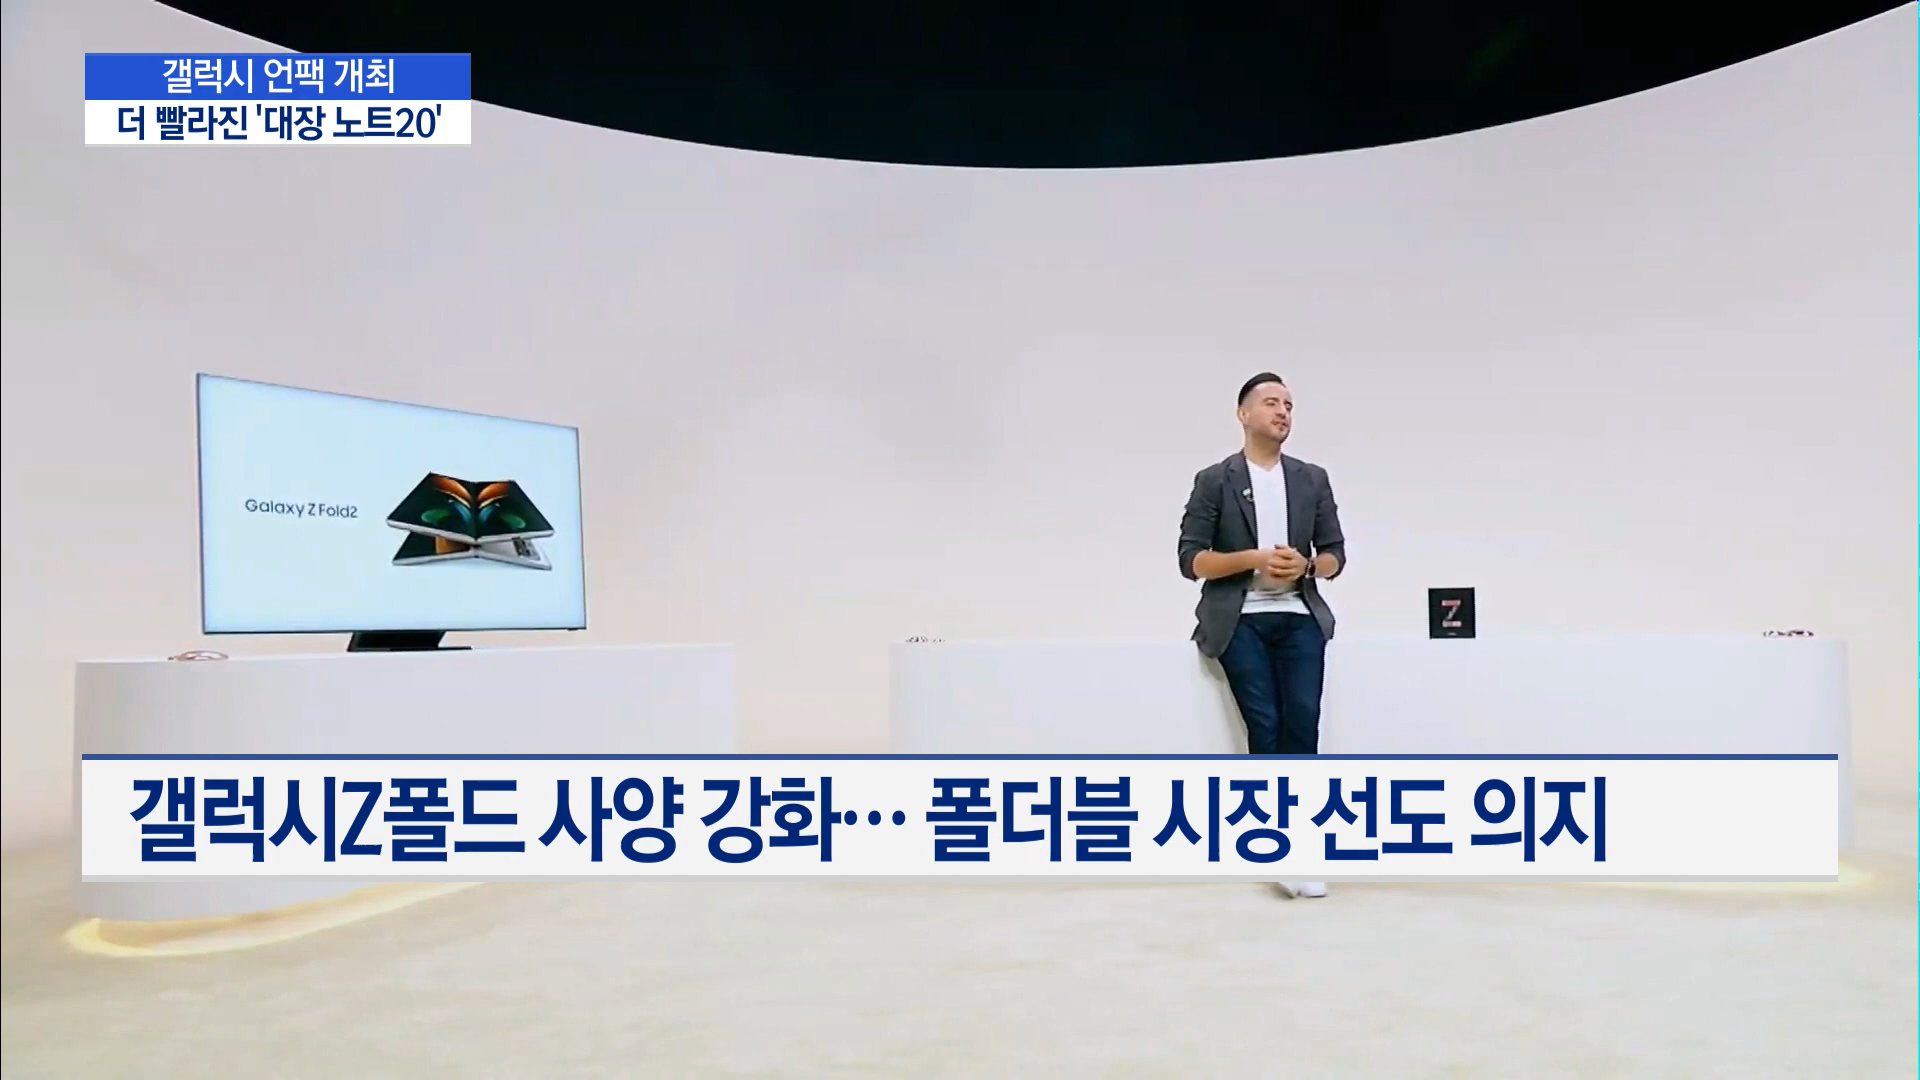 갤럭시 언팩 개최
더 빨라진 '대장 노트20'
Galaxy Z Fold2
Z
갤럭시Z폴드 사양 강화… 폴더블 시장 선도 의지